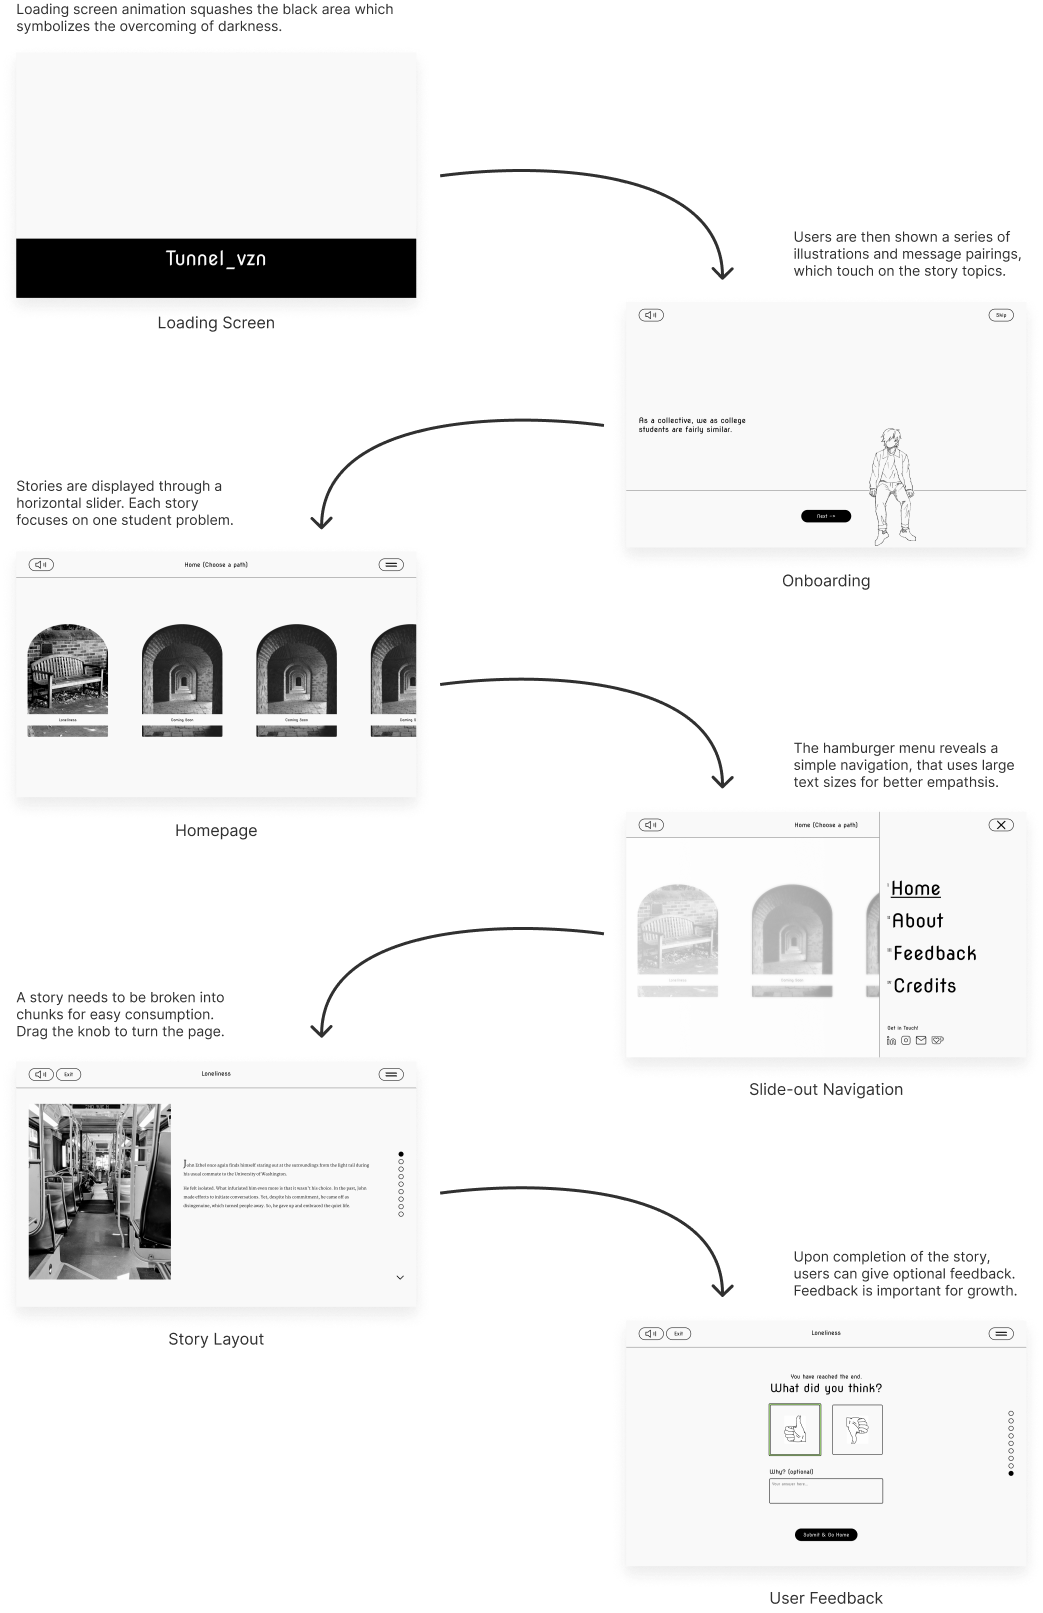 Loading screen animation squashes the black area which
symbolizes the overcoming of darkness.
Tunnel_vzn
Loading Screen
Users are then shown a series of
illustrations and message pairings,
which touch on the story topics.
Skip
As a collective, we as college
students are fairly similar.
Next ->
Onboarding
Stories are displayed through a
horizontal slider. Each story
focuses on one student problem.
Home (Choose a path)
Loneliness
Coming Soon
Coming Soon
Coming S
Homepage
The hamburger menu reveals a
simple navigation, that uses large
text sizes for better empathsis.
Home (Choose a path)
Loneliness
Coming Soon
Home
About
Feedback
Credits
Get in Touch!
Slide-out Navigation
A story needs to be broken into
chunks for easy consumption.
Drag the knob to turn the page.
Exit
Loneliness
John Ethel once again finds himself staring out at the surroundings from the light rail during
his usual commute to the University of Washington.
He felt isolated. What infuriated him even more is that it wasn't his choice. In the past, John
made efforts to initiate conversations. Yet, despite his commitment, he came off as
disingenuine, which turned people away. So, he gave up and embraced the quiet life.
Story Layout
Upon completion of the story,
users can give optional feedback.
Feedback is important for growth.
Exit
Loneliness
You have reached the end.
What did you think?
Why? (optional)
Your answer here...
Submit & Go Home
User Feedback